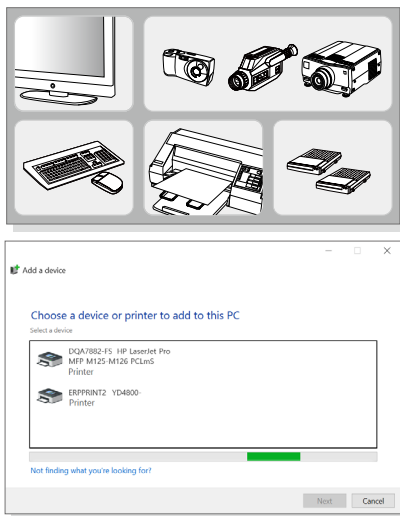 Add a device
Choose a device or printer to add to this PC
Select a device
DQA7882-F5 HP LaserJet Pro
MFP M125-M126 PCLmS
Printer
ERPPRINT2 YD4800-
Printer
Not finding what you're looking for?
Next Cancel